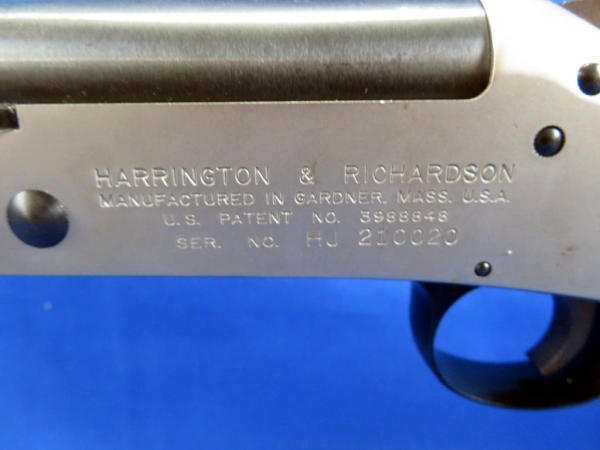 HARRINGTON & RICHARDSON
MANUFACTURED IN GARDNER, MASS. U.S.A.
U.S. PATENT NO. 3988848
SER. NO. HJ 210020